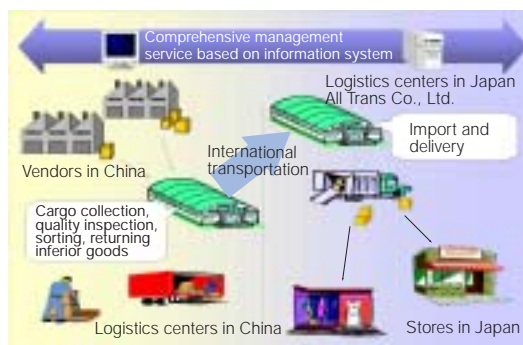 Comprehensive management
service based on information system
Logistics centers in Japan
All Trans Co., Ltd.
Import and
delivery
International
transportation
Vendors in China
Cargo collection,
quality inspection,
sorting, returning
inferior goods
Logistics centers in China
Stores in Japan